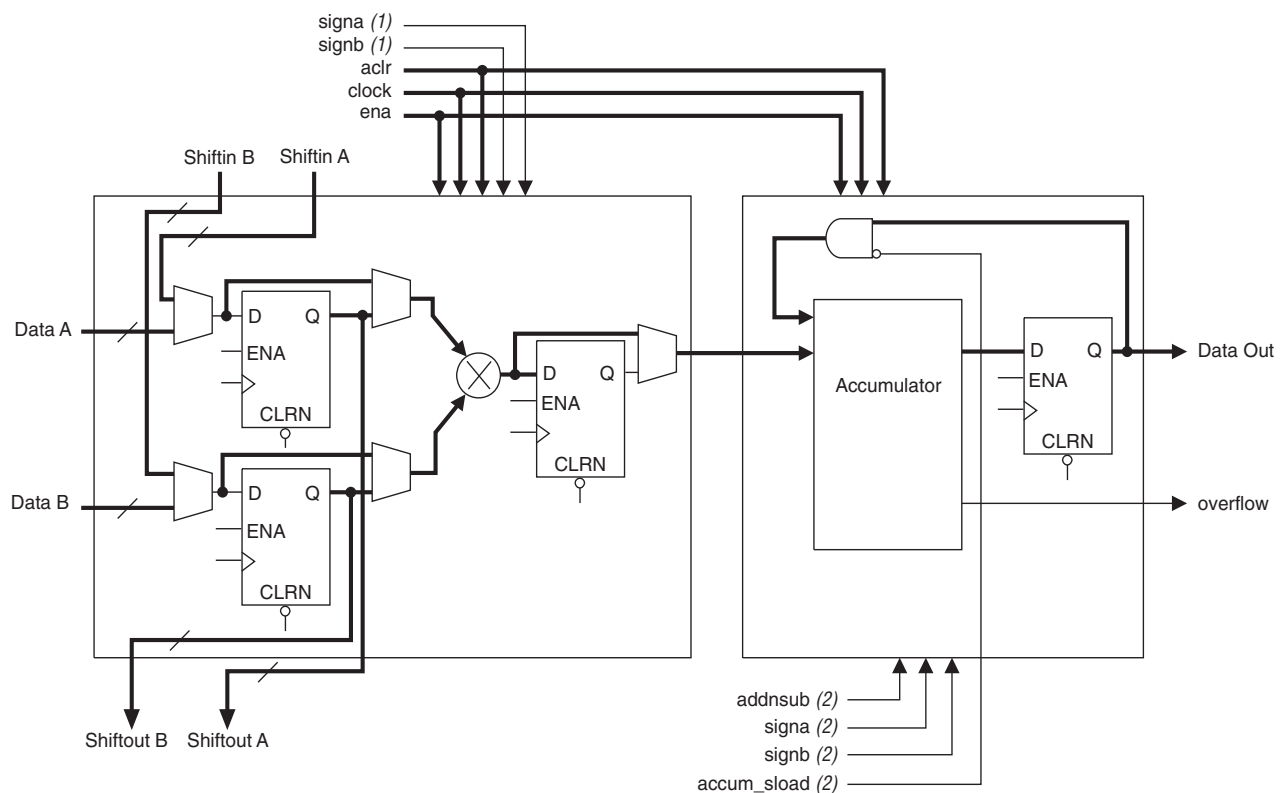 signa (1)
signb (1)
aclr
clock
ena
Shiftin B
Shiftin A
Data A
D
Q
ENA
CLRN
D
Q
ENA
CLRN
Data B
D
Q
ENA
CLRN
Accumulator
D
Q
ENA
CLRN
Data Out
overflow
Shiftout B
Shiftout A
addnsub (2)
signa (2)
signb (2)
accum_sload (2)